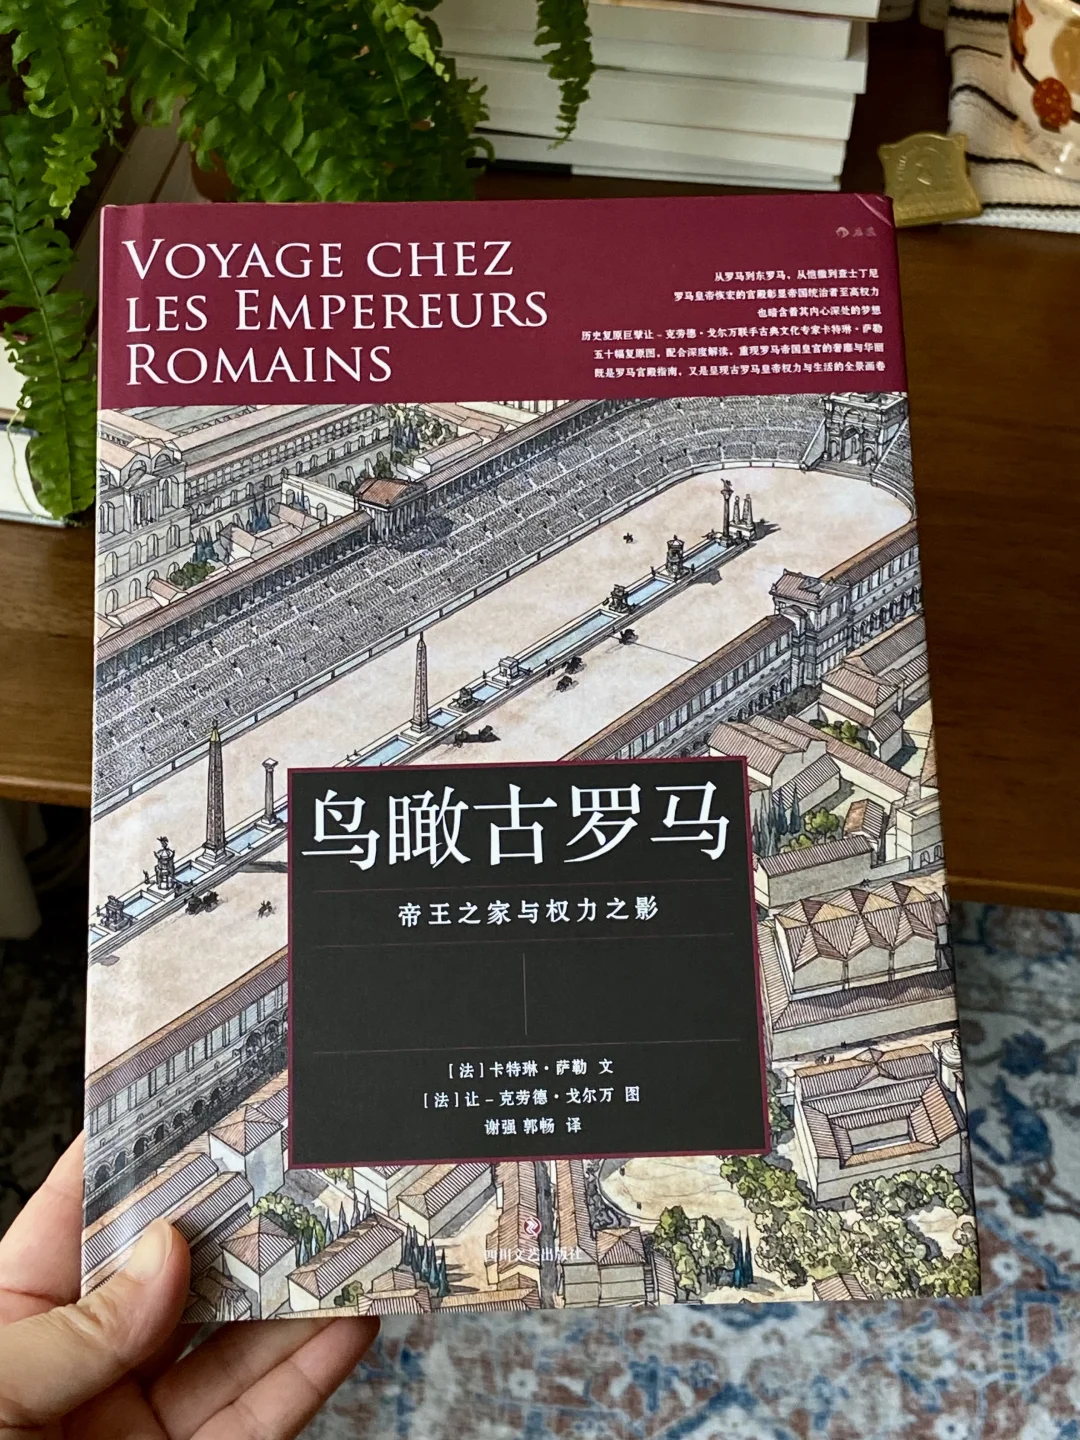 VOYAGE CHEZ
LES EMPEREURS
ROMAINS
后浪
从罗马到东罗马，从凯撒到查士丁尼
罗马皇帝恢宏的宫殿彰显帝国统治者至高权力
也暗含着其内心深处的梦想
历史复原巨擘让－克劳德·戈尔万联手古典文化专家卡特琳·萨勒
五十幅复原图，配合深度解读，重现罗马帝国皇宫的奢靡与华丽
既是罗马宫殿指南，又是呈现古罗马皇帝权力与生活的全景画卷
鸟瞰古罗马
帝王之家与权力之影
［法］卡特琳·萨勒 文
［法］让－克劳德·戈尔万 图
谢强 郭畅 译
四川文艺出版社